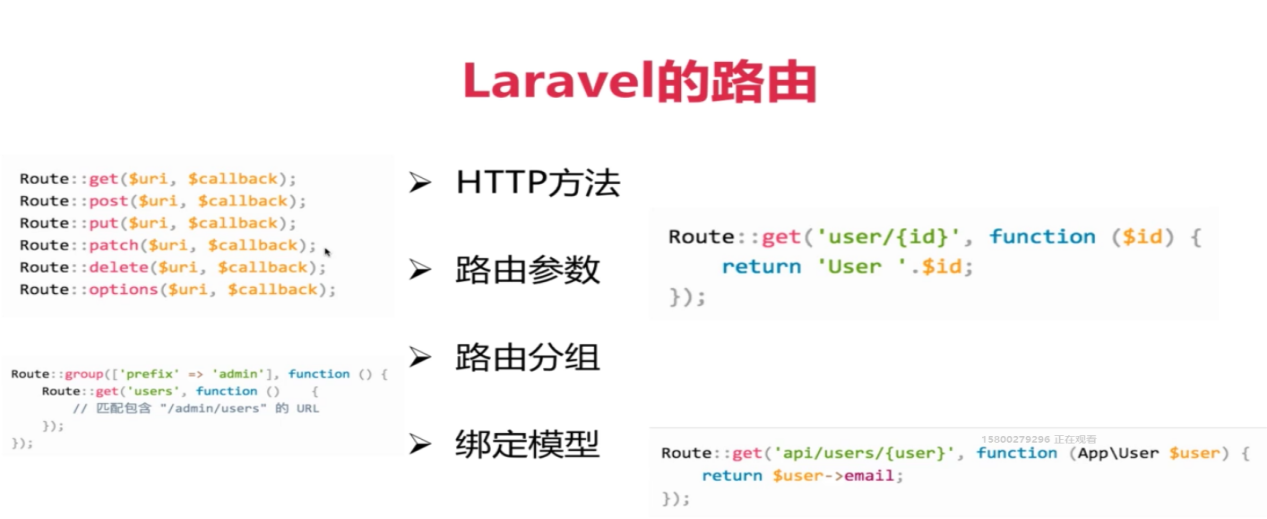 Laravel的路由
Route::get($uri, $callback);
Route::post($uri, $callback);
Route::put($uri, $callback);
Route::patch($uri, $callback);
Route::delete($uri, $callback);
Route::options($uri, $callback);
Route::group(['prefix' => 'admin'], function () {
    Route::get('users', function ()    {
        // 匹配包含 "/admin/users" 的 URL
    });
});
➢ HTTP方法
➢ 路由参数
➢ 路由分组
➢ 绑定模型
Route::get('user/{id}', function ($id) {
    return 'User '.$id;
});
15800279296 正在观看
Route::get('api/users/{user}', function (App\User $user) {
    return $user->email;
});